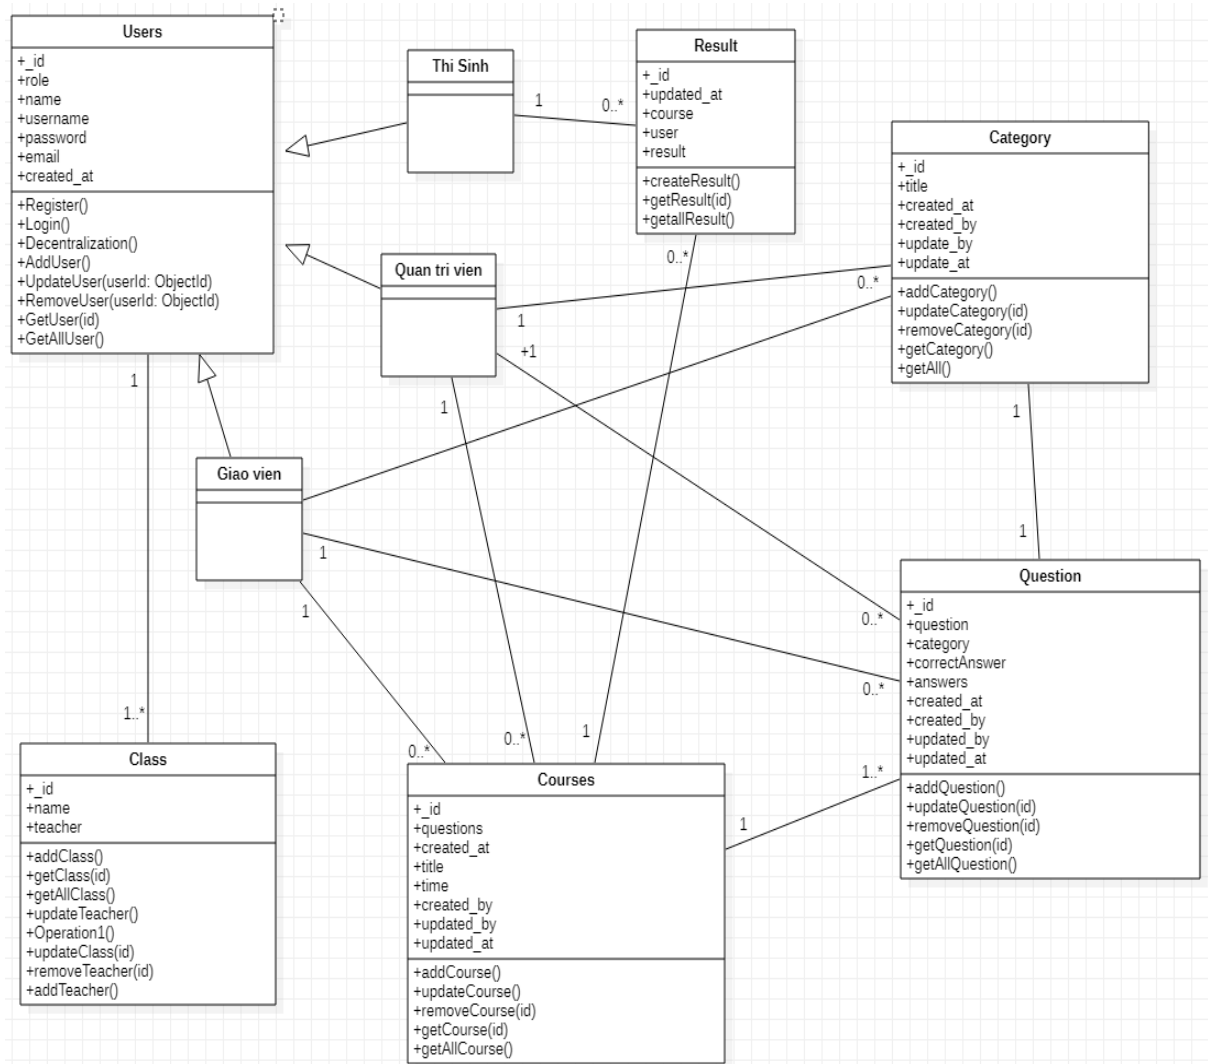 Users
+_id
+role
+name
+username
+password
+email
+created_at
+Register()
+Login()
+Decentralization()
+AddUser()
+UpdateUser(userId: ObjectId)
+RemoveUser(userId: ObjectId)
+GetUser(id)
+GetAllUser()
1
1..*
Thi Sinh
1
0..*
Result
+_id
+updated_at
+course
+user
+result
+createResult()
+getResult(id)
+getallResult()
0..*
Category
+_id
+title
+created_at
+created_by
+update_by
+update_at
+addCategory()
+updateCategory(id)
+removeCategory(id)
+getCategory()
+getAll()
0..*
1
1
Quan tri vien
1
+1
1
Giao vien
1
1
0..*
0..*
1
0..*
0..*
Question
+_id
+question
+category
+correctAnswer
+answers
+created_at
+created_by
+updated_by
+updated_at
+addQuestion()
+updateQuestion(id)
+removeQuestion(id)
+getQuestion(id)
+getAllQuestion()
1..*
1
Class
+_id
+name
+teacher
+addClass()
+getClass(id)
+getAllClass()
+updateTeacher()
+Operation1()
+updateClass(id)
+removeTeacher(id)
+addTeacher()
Courses
+_id
+questions
+created_at
+title
+time
+created_by
+updated_by
+updated_at
+addCourse()
+updateCourse()
+removeCourse(id)
+getCourse(id)
+getAllCourse()